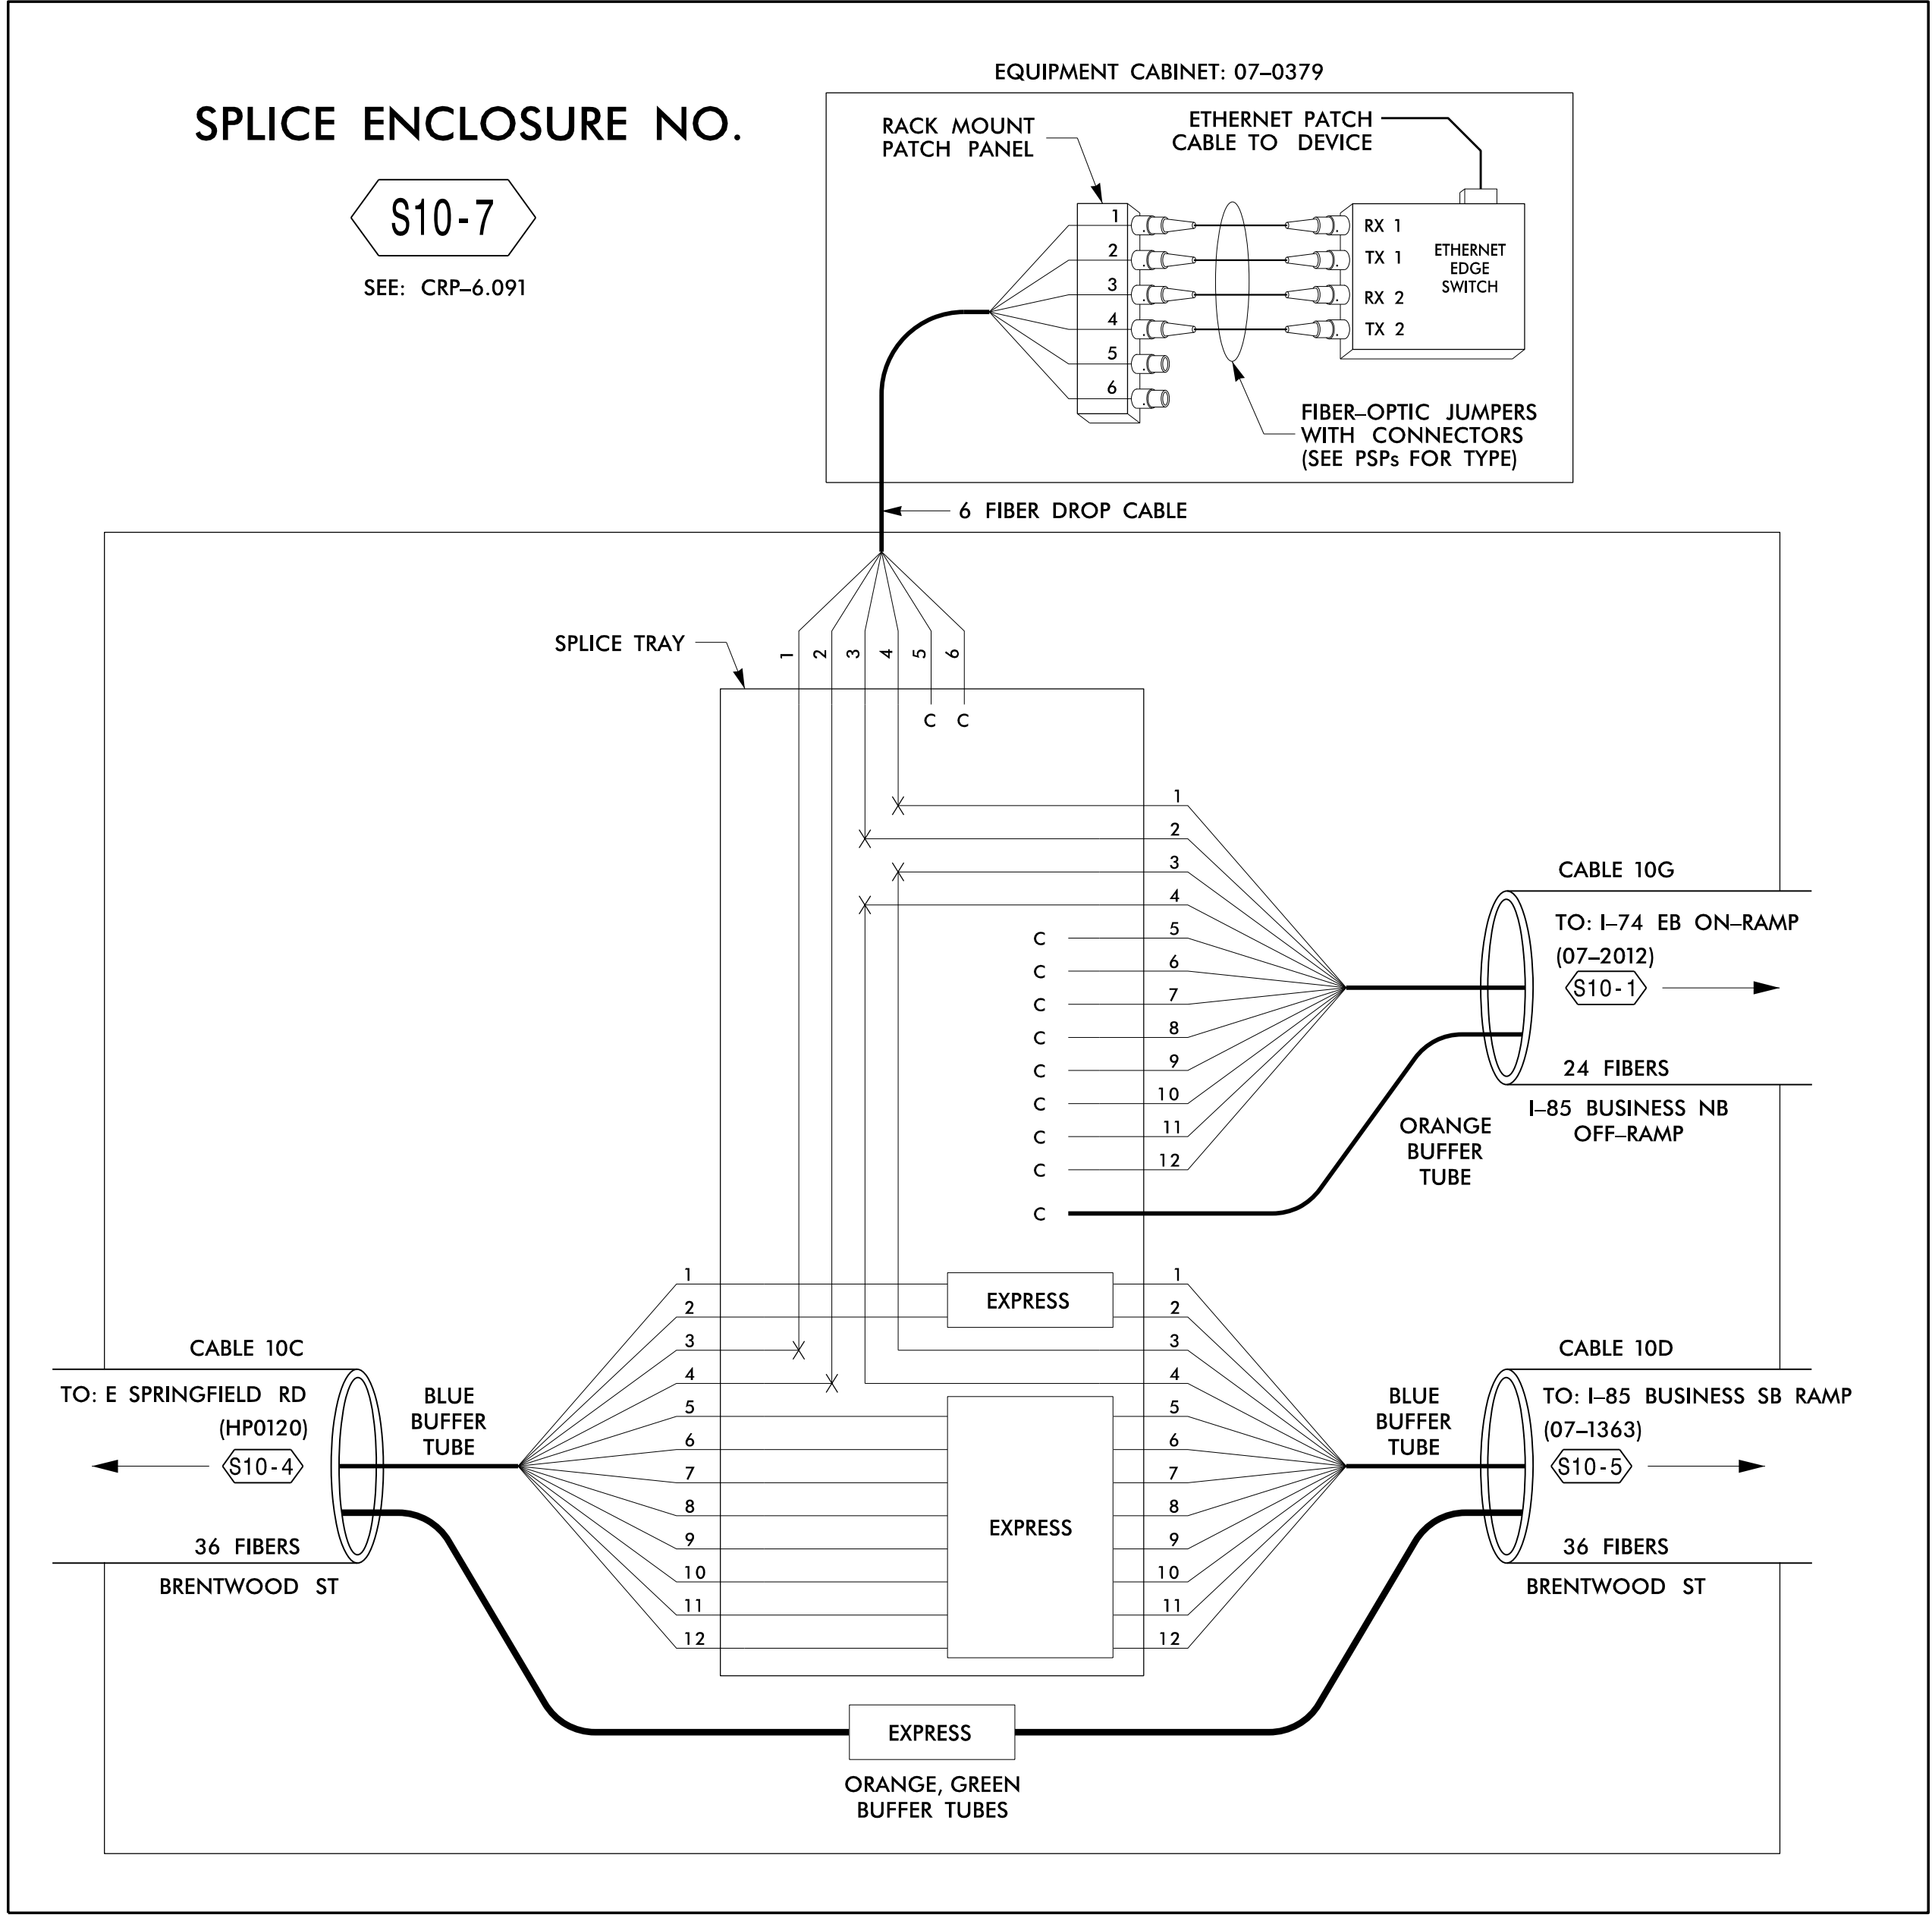 EQUIPMENT CABINET: 07–0379
SPLICE ENCLOSURE NO.
S10-7
SEE: CRP–6.091
RACK MOUNT
PATCH PANEL
ETHERNET PATCH
CABLE TO DEVICE
1
2
3
4
5
6
RX 1
TX 1
RX 2
TX 2
ETHERNET
EDGE
SWITCH
FIBER–OPTIC JUMPERS
WITH CONNECTORS
(SEE PSPs FOR TYPE)
6 FIBER DROP CABLE
SPLICE TRAY
1
2
3
4
5
6
C C
1
2
3
4
C 5
C 6
C 7
C 8
C 9
C 10
C 11
C 12
C
CABLE 10G
TO: I–74 EB ON–RAMP
(07–2012)
S10-1
24 FIBERS
I–85 BUSINESS NB
OFF–RAMP
ORANGE
BUFFER
TUBE
CABLE 10C
TO: E SPRINGFIELD RD
(HP0120)
S10-4
36 FIBERS
BRENTWOOD ST
BLUE
BUFFER
TUBE
1
2
3
4
5
6
7
8
9
10
11
12
EXPRESS
EXPRESS
1
2
3
4
5
6
7
8
9
10
11
12
BLUE
BUFFER
TUBE
CABLE 10D
TO: I–85 BUSINESS SB RAMP
(07–1363)
S10-5
36 FIBERS
BRENTWOOD ST
EXPRESS
ORANGE, GREEN
BUFFER TUBES